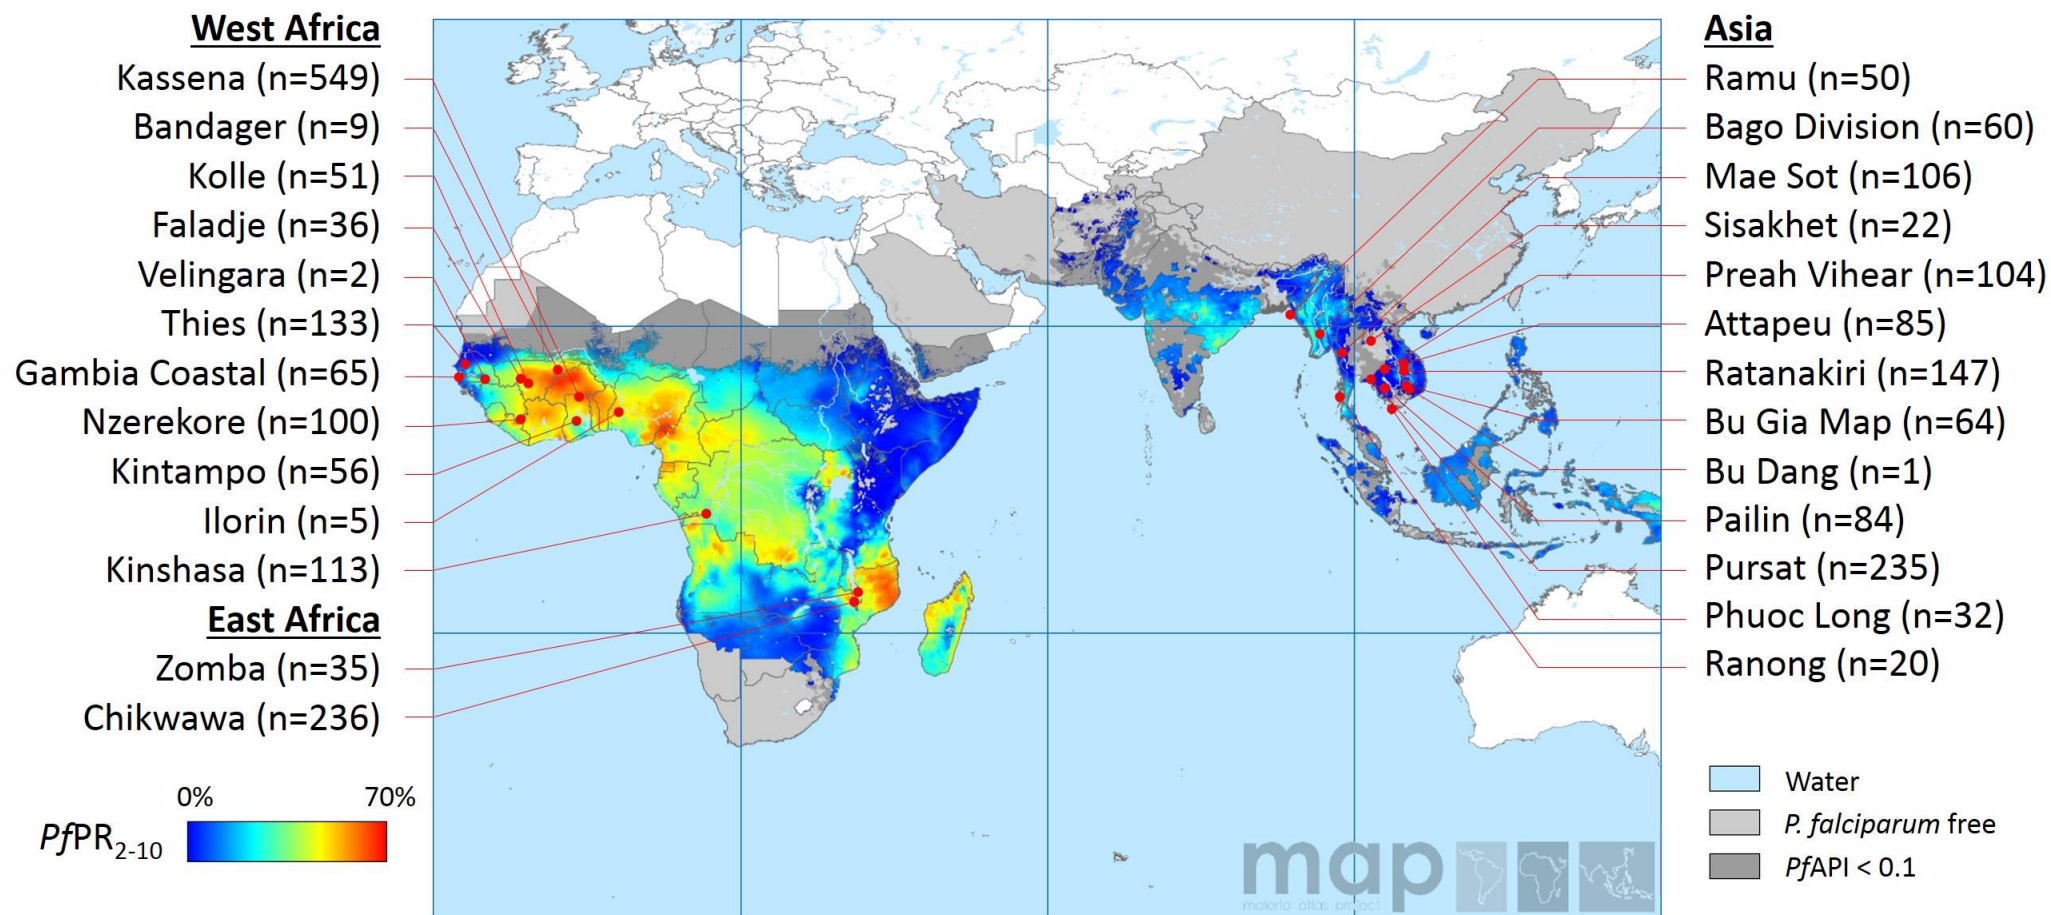 West Africa
Kassena (n=549)
Bandager (n=9)
Kolle (n=51)
Faladje (n=36)
Velingara (n=2)
Thies (n=133)
Gambia Coastal (n=65)
Nzerekore (n=100)
Kintampo (n=56)
Ilorin (n=5)
Kinshasa (n=113)
East Africa
Zomba (n=35)
Chikwawa (n=236)
0% 70%
PfPR2-10
Asia
Ramu (n=50)
Bago Division (n=60)
Mae Sot (n=106)
Sisakhet (n=22)
Preah Vihear (n=104)
Attapeu (n=85)
Ratanakiri (n=147)
Bu Gia Map (n=64)
Bu Dang (n=1)
Pailin (n=84)
Pursat (n=235)
Phuoc Long (n=32)
Ranong (n=20)
Water
P. falciparum free
PfAPI < 0.1
map
malaria atlas project